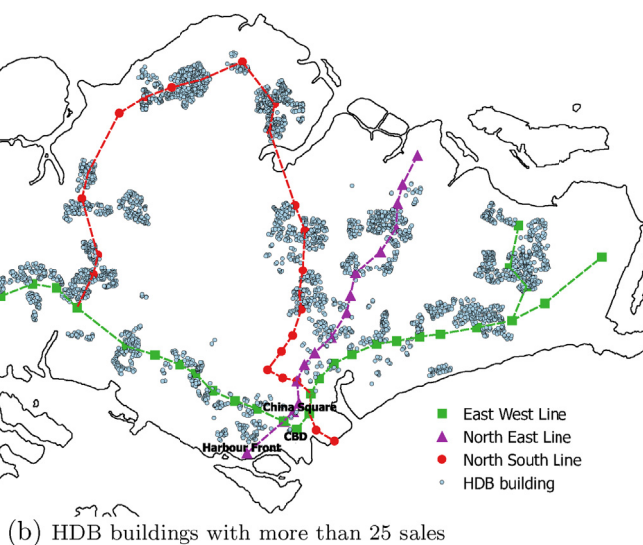 China Square
CBD
Harbour Front
East West Line
North East Line
North South Line
HDB building
(b) HDB buildings with more than 25 sales